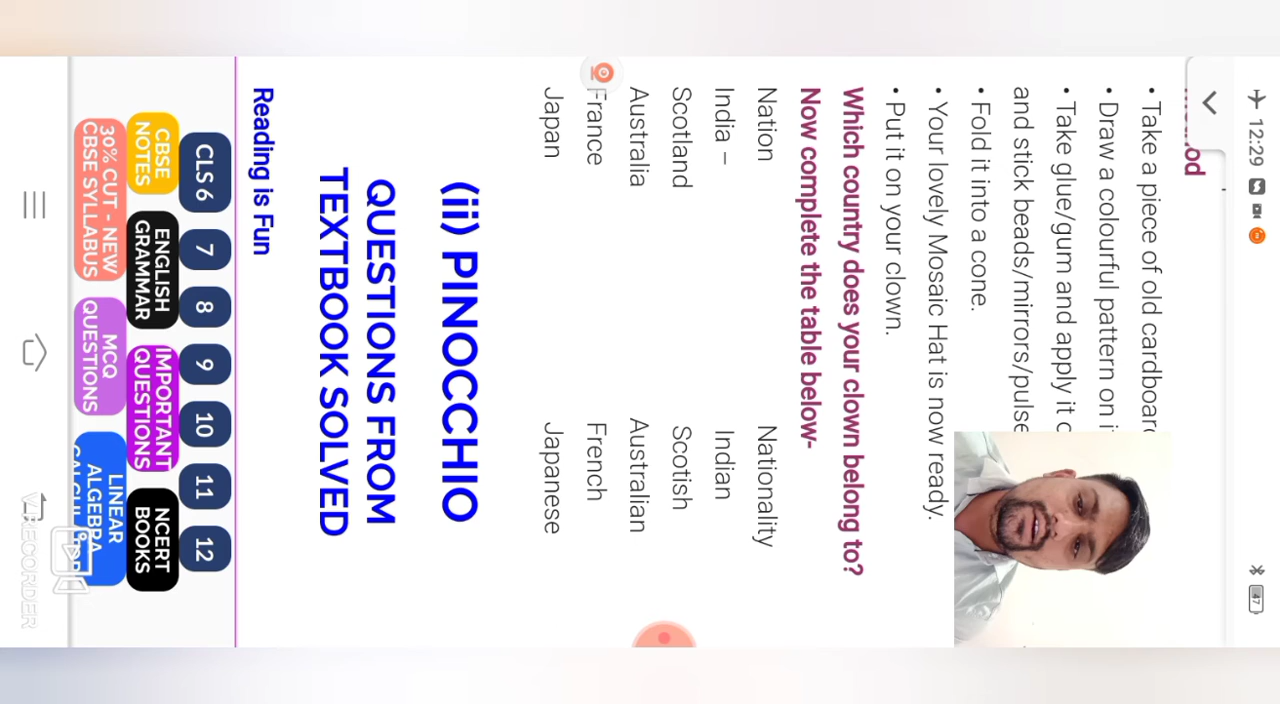 12:29
47
• Take a piece of old cardboard
• Draw a colourful pattern on i
• Take glue/gum and apply it o
and stick beads/mirrors/pulse
• Fold it into a cone.
• Your lovely Mosaic Hat is now ready.
• Put it on your clown.
Which country does your clown belong to?
Now complete the table below-
Nation Nationality
India – Indian
Scotland Scotish
Australia Australian
France French
Japan Japanese
(ii) PINOCCHIO
QUESTIONS FROM
TEXTBOOK SOLVED
Reading is Fun
CLS 6 7 8 9 10 11 12
CBSE NOTES
ENGLISH GRAMMAR
IMPORTANT QUESTIONS
NCERT BOOKS
30% CUT - NEW CBSE SYLLABUS
MCQ QUESTIONS
LINEAR ALGEBRA
RECORDER